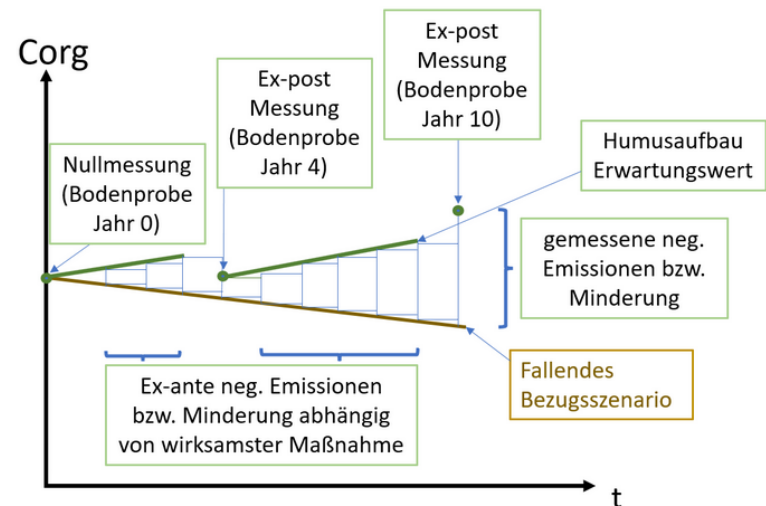 Corg
Ex-post
Messung
(Bodenprobe
Jahr 10)
Ex-post
Messung
(Bodenprobe
Jahr 4)
Nullmessung
(Bodenprobe
Jahr 0)
Humusaufbau
Erwartungswert
gemessene neg.
Emissionen bzw.
Minderung
Fallendes
Bezugsszenario
Ex-ante neg. Emissionen
bzw. Minderung abhängig
von wirksamster Maßnahme
t